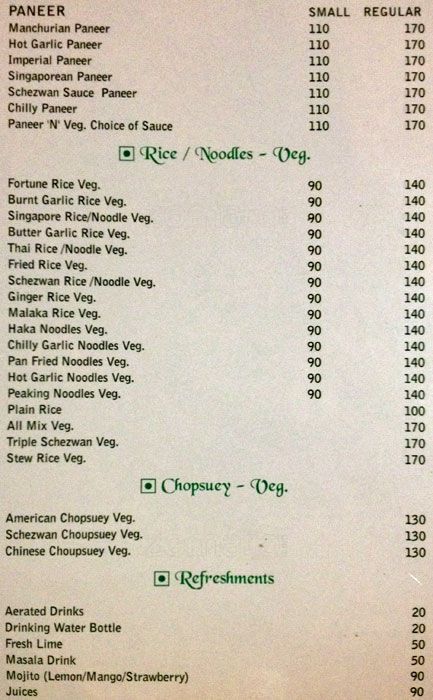 PANEER SMALL REGULAR
Manchurian Paneer 110 170
Hot Garlic Paneer 110 170
Imperial Paneer 110 170
Singaporean Paneer 110 170
Schezwan Sauce Paneer 110 170
Chilly Paneer 110 170
Paneer 'N' Veg. Choice of Sauce 110 170
Rice / Noodles - Veg.
Fortune Rice Veg. 90 140
Burnt Garlic Rice Veg. 90 140
Singapore Rice/Noodle Veg. 90 140
Butter Garlic Rice Veg. 90 140
Thai Rice /Noodle Veg. 90 140
Fried Rice Veg. 90 140
Schezwan Rice /Noodle Veg. 90 140
Ginger Rice Veg. 90 140
Malaka Rice Veg. 90 140
Haka Noodles Veg. 90 140
Chilly Garlic Noodles Veg. 90 140
Pan Fried Noodles Veg. 90 140
Hot Garlic Noodles Veg. 90 140
Peaking Noodles Veg. 90 140
Plain Rice 100
All Mix Veg. 170
Triple Schezwan Veg. 170
Stew Rice Veg. 170
Chopsuey - Veg.
American Chopsuey Veg. 130
Schezwan Choupsuey Veg. 130
Chinese Choupsuey Veg. 130
Refreshments
Aerated Drinks 20
Drinking Water Bottle 20
Fresh Lime 50
Masala Drink 50
Mojito (Lemon/Mango/Strawberry) 90
Juices 90